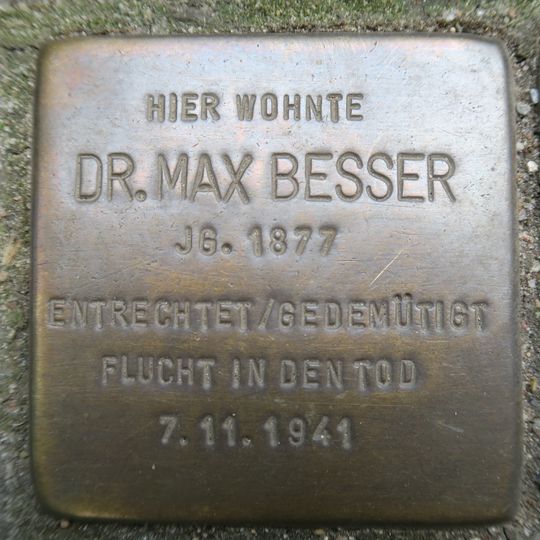 HIER WOHNTE
DR. MAX BESSER
JG. 1877
ENTRECHTET/GEDEMÜTIGT
FLUCHT IN DEN TOD
7.11.1941